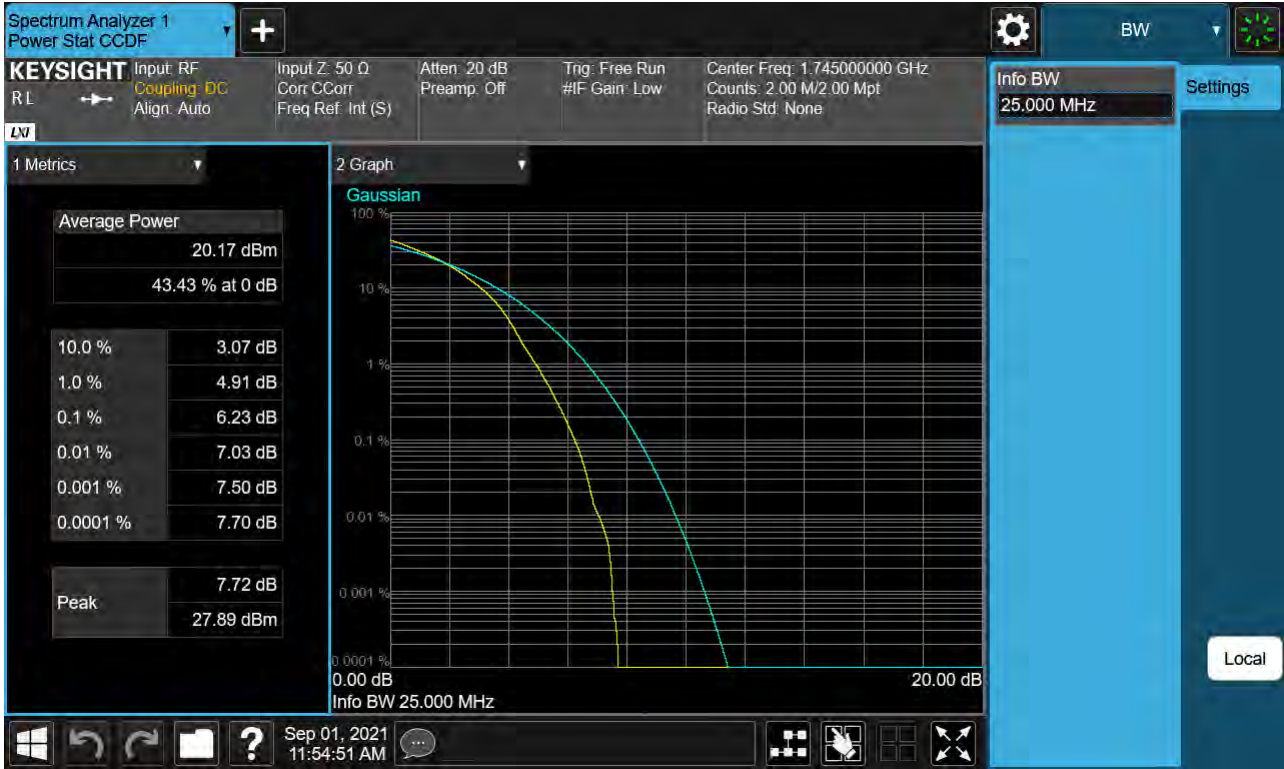 Spectrum Analyzer 1
Power Stat CCDF
BW
KEYSIGHT
RL
LXI
Input: RF
Coupling: DC
Align: Auto
Input Z: 50 Ω
Corr CCorr
Freq Ref: Int (S)
Atten: 20 dB
Preamp: Off
Trig: Free Run
#IF Gain: Low
Center Freq: 1.745000000 GHz
Counts: 2.00 M/2.00 Mpt
Radio Std: None
Info BW
25.000 MHz
Settings
1 Metrics
Average Power
20.17 dBm
43.43 % at 0 dB
10.0 % 3.07 dB
1.0 % 4.91 dB
0.1 % 6.23 dB
0.01 % 7.03 dB
0.001 % 7.50 dB
0.0001 % 7.70 dB
Peak
7.72 dB
27.89 dBm
2 Graph
Gaussian
100 %
10 %
1 %
0.1 %
0.01 %
0.001 %
0.0001 %
0.00 dB 20.00 dB
Info BW 25.000 MHz
Local
?
Sep 01, 2021
11:54:51 AM